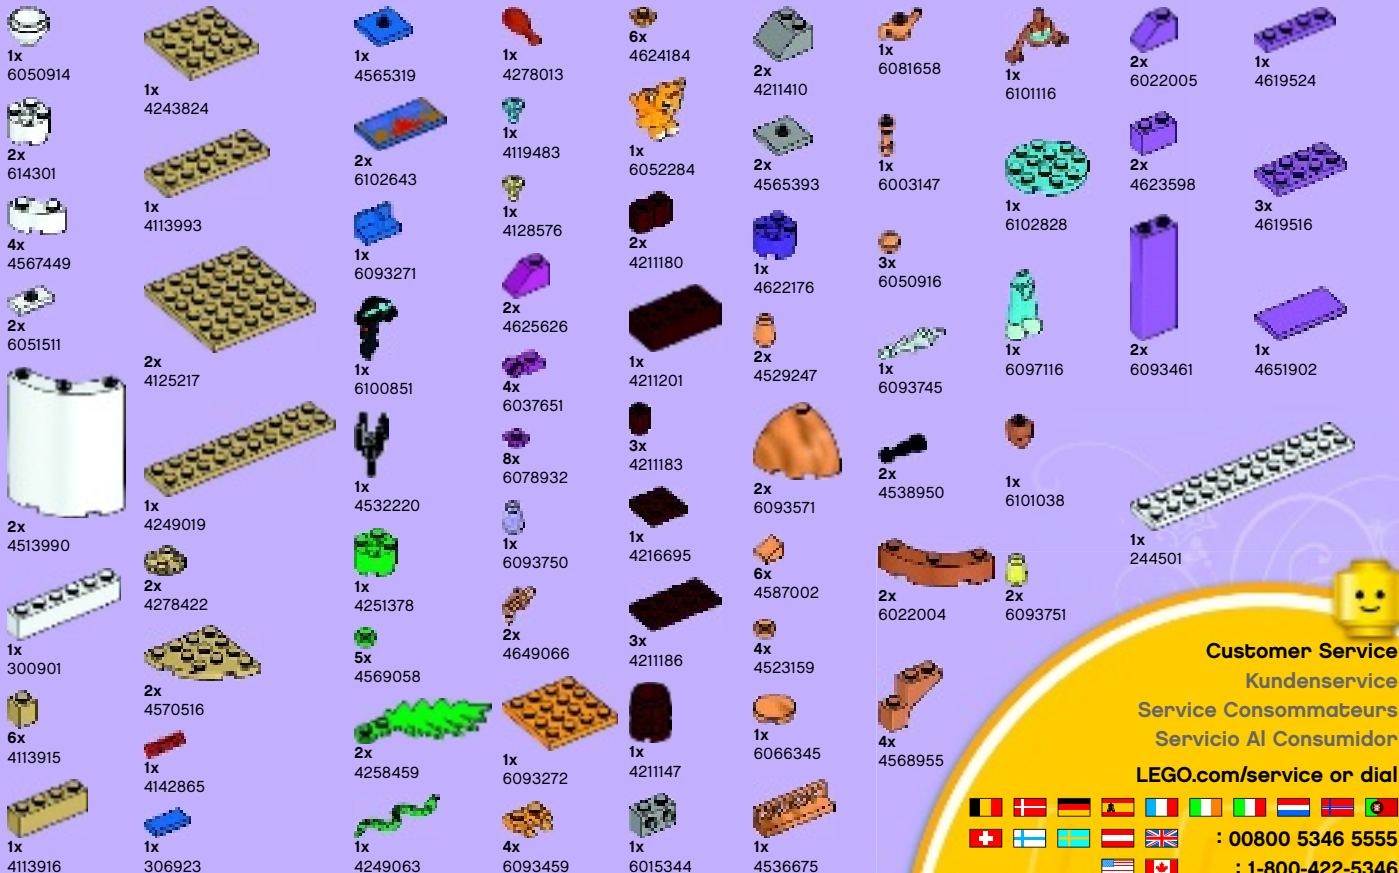 1x
6050914
2x
614301
4x
4567449
2x
6051511
2x
4513990
1x
300901
6x
4113915
1x
4113916
1x
4243824
1x
4113993
2x
4125217
1x
4249019
2x
4278422
2x
4570516
1x
4142865
1x
306923
1x
4565319
2x
6102643
1x
6093271
1x
6100851
1x
4532220
1x
4251378
5x
4569058
2x
4258459
1x
4249063
1x
4278013
1x
4119483
1x
4128576
2x
4625626
4x
6037651
8x
6078932
1x
6093750
2x
4649066
1x
6093272
4x
6093459
6x
4624184
1x
6052284
2x
4211180
1x
4211201
3x
4211183
1x
4216695
3x
4211186
1x
4211147
1x
6015344
2x
4211410
2x
4565393
1x
4622176
2x
4529247
2x
6093571
6x
4587002
4x
4523159
1x
6066345
1x
4536675
1x
6081658
1x
6003147
3x
6050916
1x
6093745
2x
4538950
2x
6022004
4x
4568955
1x
6101116
1x
6102828
1x
6097116
1x
6101038
2x
6093751
2x
6022005
2x
4623598
2x
6093461
1x
244501
1x
4619524
3x
4619516
1x
4651902
Customer Service
Kundenservice
Service Consommateurs
Servicio Al Consumidor
LEGO.com/service or dial
: 00800 5346 5555
: 1-800-422-5346